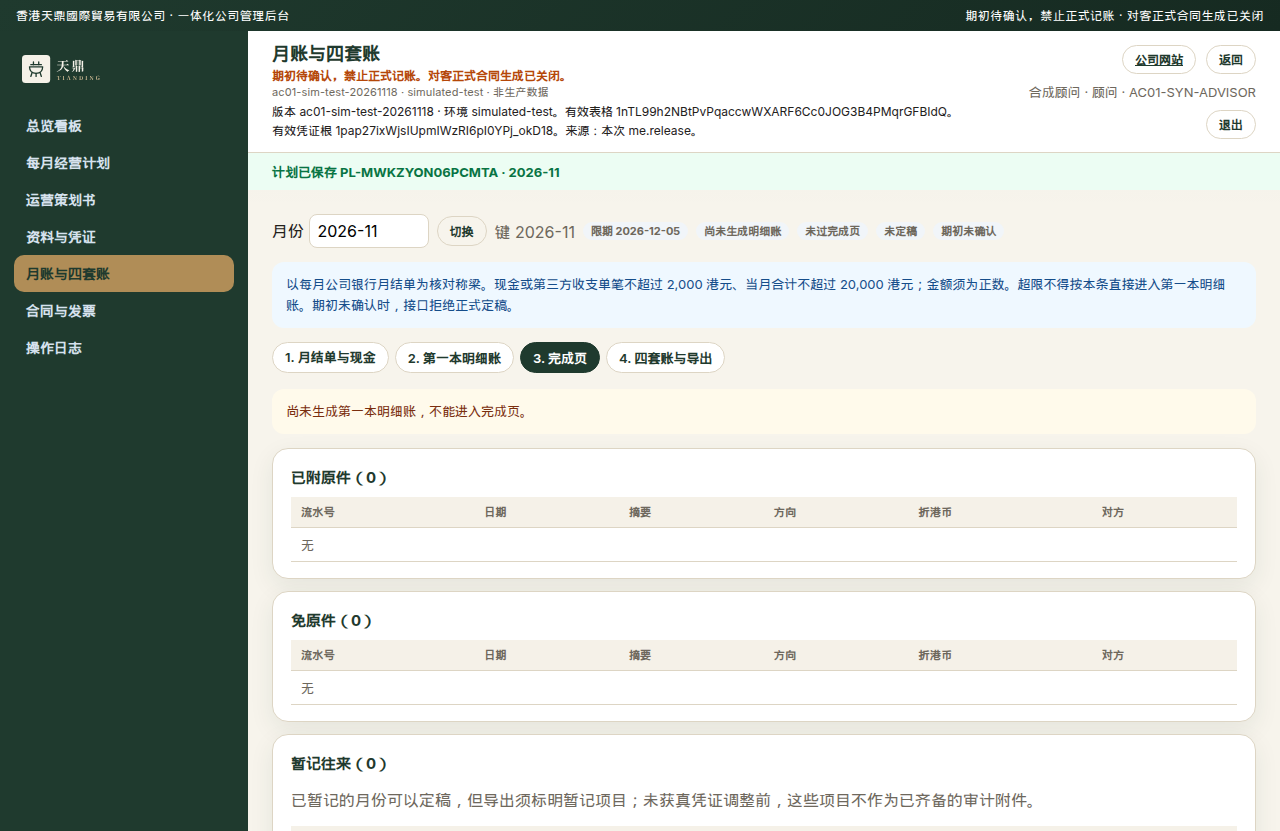 香港天鼎國際貿易有限公司 · 一体化公司管理后台
期初待确认，禁止正式记账 · 对客正式合同生成已关闭
天鼎
TIANDING
总览看板
每月经营计划
运营策划书
资料与凭证
月账与四套账
合同与发票
操作日志
月账与四套账
期初待确认，禁止正式记账。对客正式合同生成已关闭。
ac01-sim-test-20261118 · simulated-test · 非生产数据
版本 ac01-sim-test-20261118 · 环境 simulated-test。有效表格 1nTL99h2NBtPvPqaccwWXARF6Cc0JOG3B4PMqrGFBldQ。
有效凭证根 1pap27lxWjslUpmIWzRl6pI0YPj_okD18。来源：本次 me.release。
公司网站
返回
合成顾问 · 顾问 · AC01-SYN-ADVISOR
退出
计划已保存 PL-MWKZYON06PCMTA · 2026-11
月份
2026-11
切换
键 2026-11
限期 2026-12-05
尚未生成明细账
未过完成页
未定稿
期初未确认
以每月公司银行月结单为核对称梁。现金或第三方收支单笔不超过 2,000 港元、当月合计不超过 20,000 港元；金额须为正数。超限不得按本条直接进入第一本明细
账。期初未确认时，接口拒绝正式定稿。
1. 月结单与现金
2. 第一本明细账
3. 完成页
4. 四套账与导出
尚未生成第一本明细账，不能进入完成页。
已附原件（0）
流水号 日期 摘要 方向 折港币 对方
无
免原件（0）
流水号 日期 摘要 方向 折港币 对方
无
暂记往来（0）
已暂记的月份可以定稿，但导出须标明暂记项目；未获真凭证调整前，这些项目不作为已齐备的审计附件。